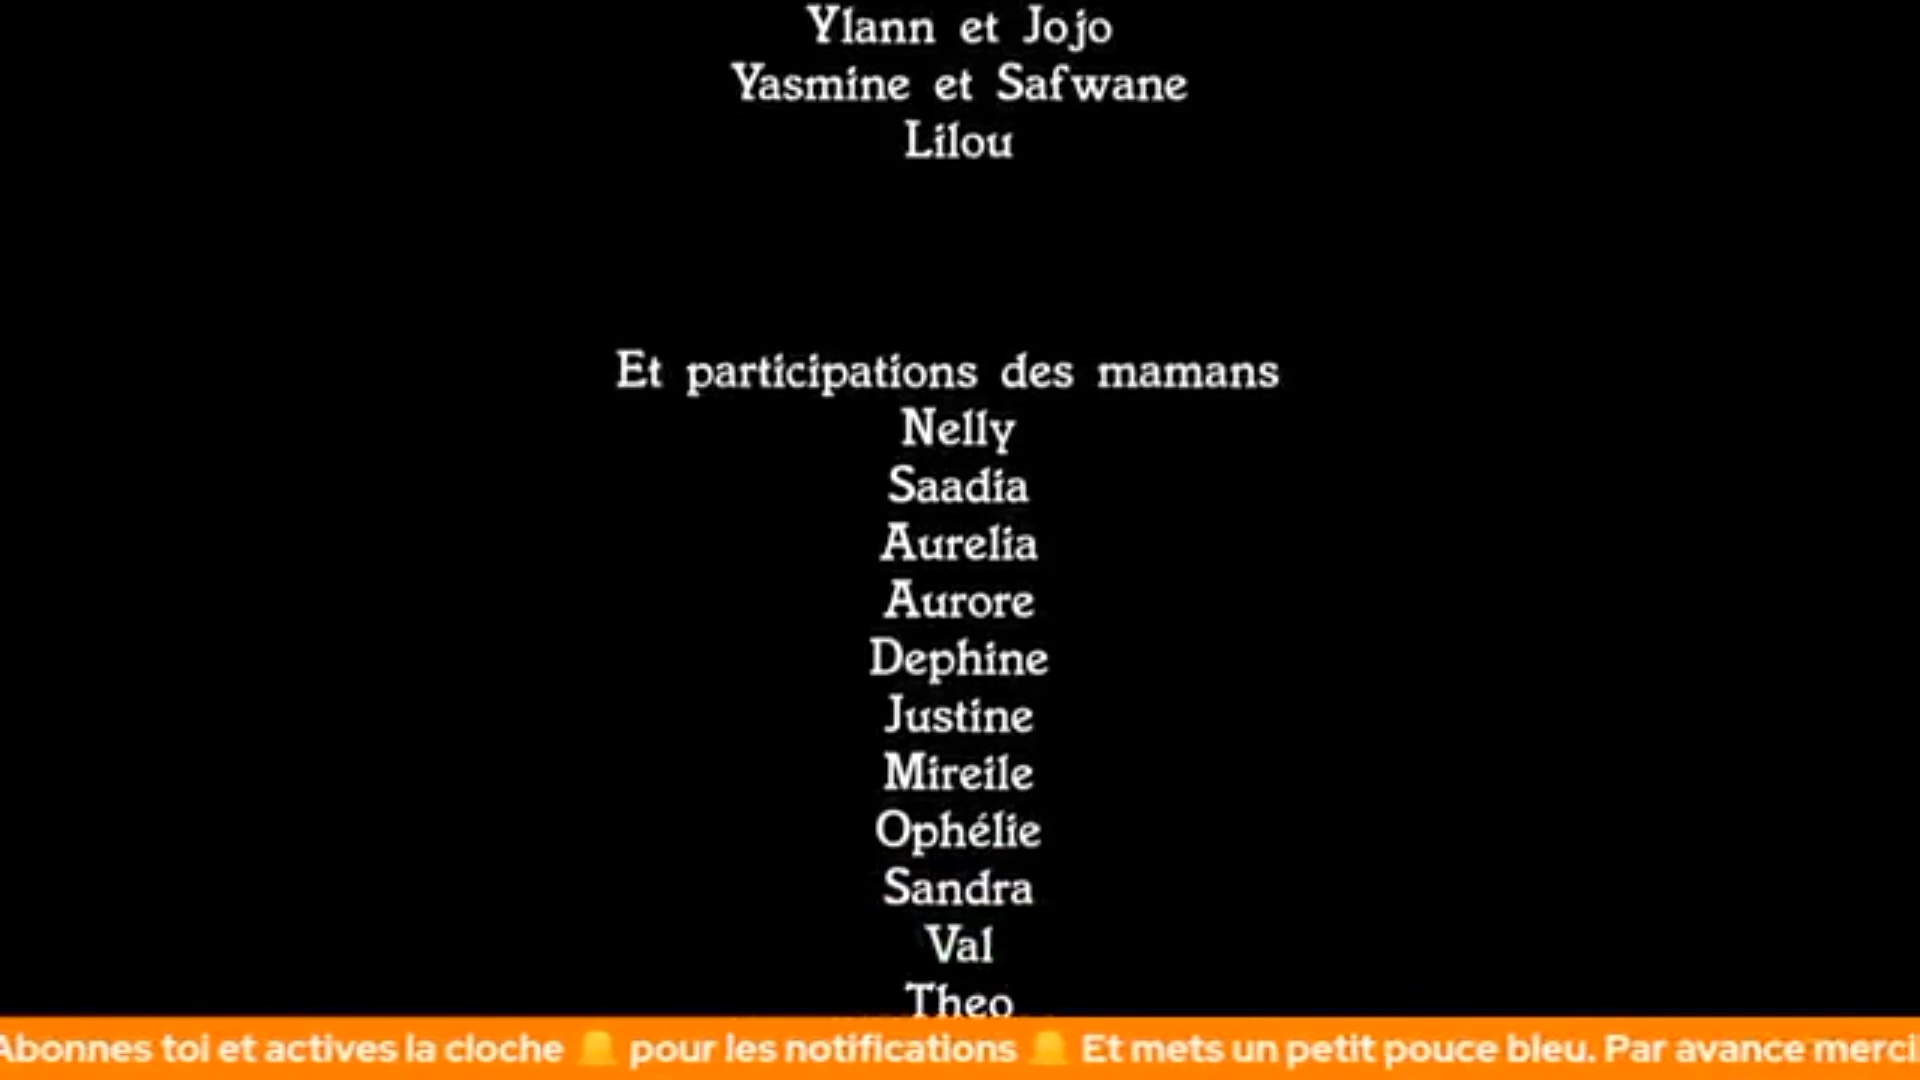 Ylann et Jojo
Yasmine et Safwane
Lilou
Et participations des mamans
Nelly
Saadia
Aurelia
Aurore
Dephine
Justine
Mireile
Ophélie
Sandra
Val
Theo
Abonnes toi et actives la cloche 🔔 pour les notifications 🔔 Et mets un petit pouce bleu. Par avance merci